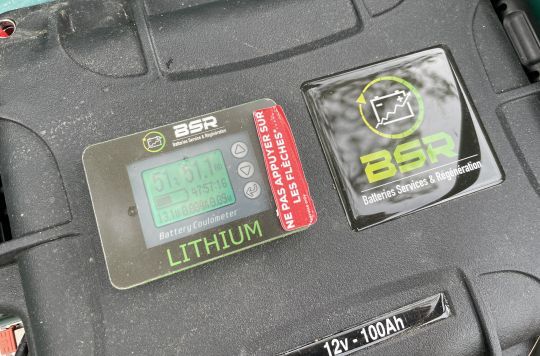 BSR
Batteries Services & Régénération
NE PAS APPUYER SUR
LES FLÈCHES*
Battery Coulometer
LITHIUM
BSR
Batteries Services & Régénération
12v - 100Ah